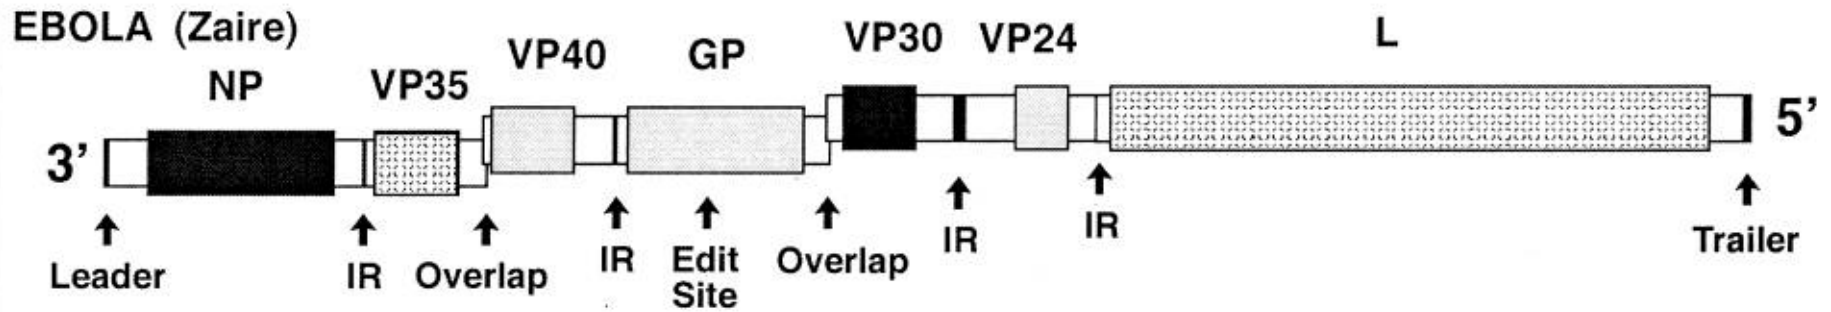 EBOLA (Zaire)
NP
VP35
VP40
GP
VP30
VP24
L
3’
5’
Leader
IR
Overlap
IR
Edit
Site
Overlap
IR
IR
Trailer